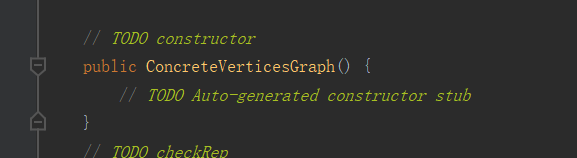 // TODO constructor
public ConcreteVerticesGraph() {
// TODO Auto-generated constructor stub
}
// TODO checkRep